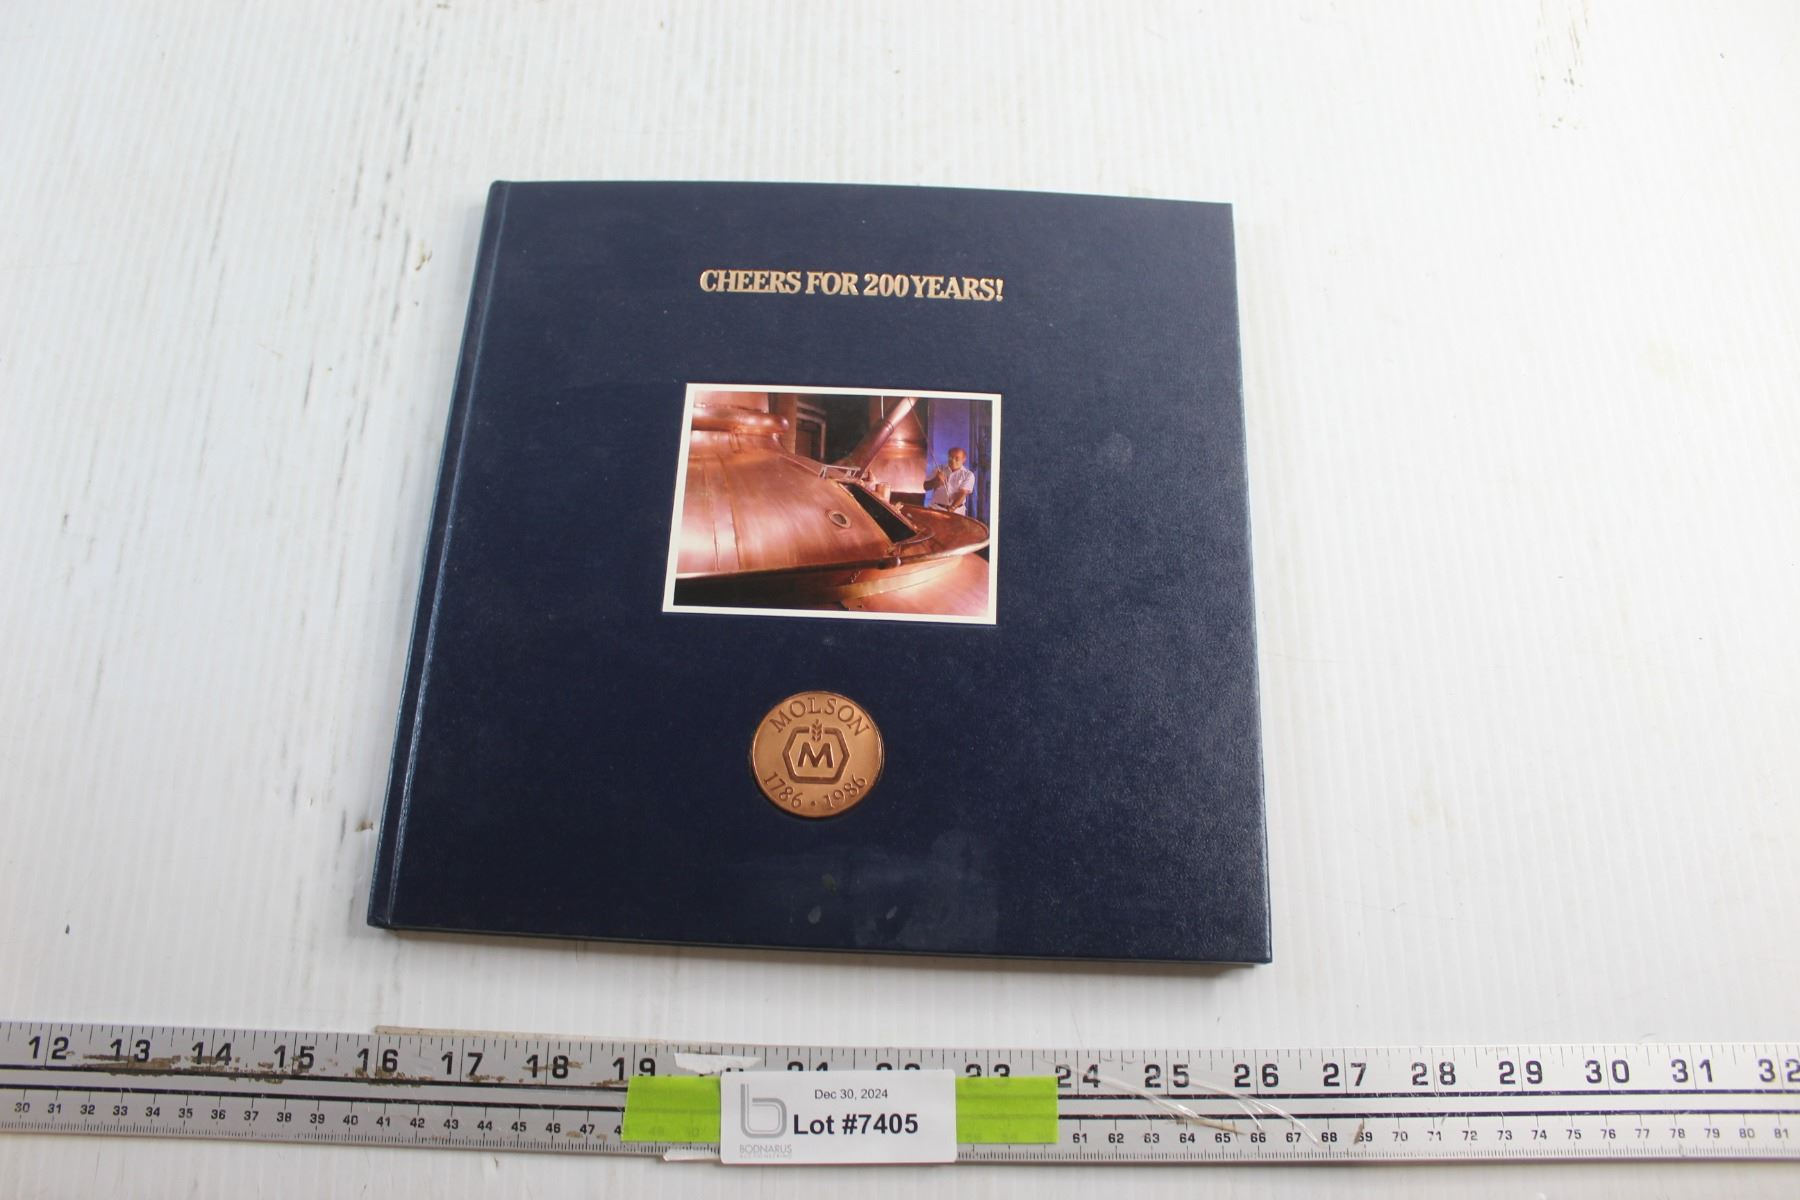 CHEERS FOR 200 YEARS!
MOLSON
M
1786 • 1986
12 13 14 15 16 17 18 19 21 22 23 24 25 26 27 28 29 30 31 32
Dec 30, 2024
Lot #7405
b
BODNARUS
AUCTIONEERING
30 31 32 33 34 35 36 37 38 39 40 41 42 43 44 45 46 47 61 62 63 64 65 66 67 68 69 70 71 72 73 74 75 76 77 78 79 80 81